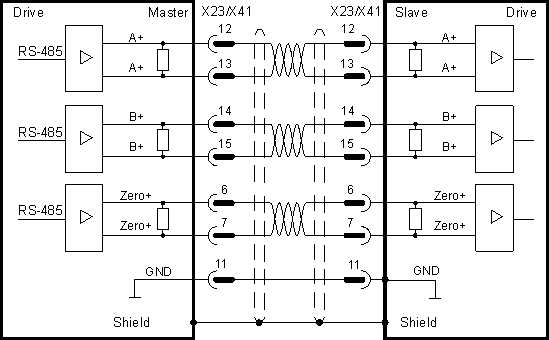 Drive Master X23/X41 X23/X41 Slave Drive
12 12
RS-485 A+ A+
13 13
A+ A+
14 14
RS-485 B+ B+
15 15
B+ B+
6 6
Zero+ Zero+
RS-485
7 7
Zero+ Zero+
11 11
GND GND
Shield Shield